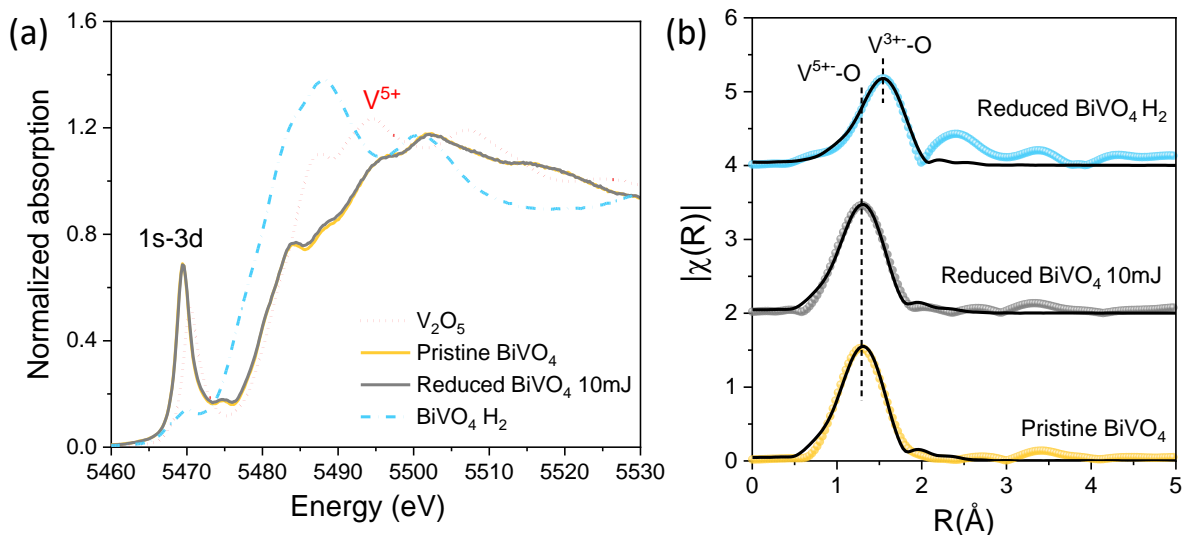 (a)
Normalized absorption
1.6
1.2
0.8
0.4
0.0
1s-3d
V⁵⁺
V₂O₅
Pristine BiVO₄
Reduced BiVO₄ 10mJ
BiVO₄ H₂
5460 5470 5480 5490 5500 5510 5520 5530
Energy (eV)
(b)
|χ(R)|
6
5
4
3
2
1
0
V³⁺⁻-O
V⁵⁺⁻-O
Reduced BiVO₄ H₂
Reduced BiVO₄ 10mJ
Pristine BiVO₄
0 1 2 3 4 5
R(Å)